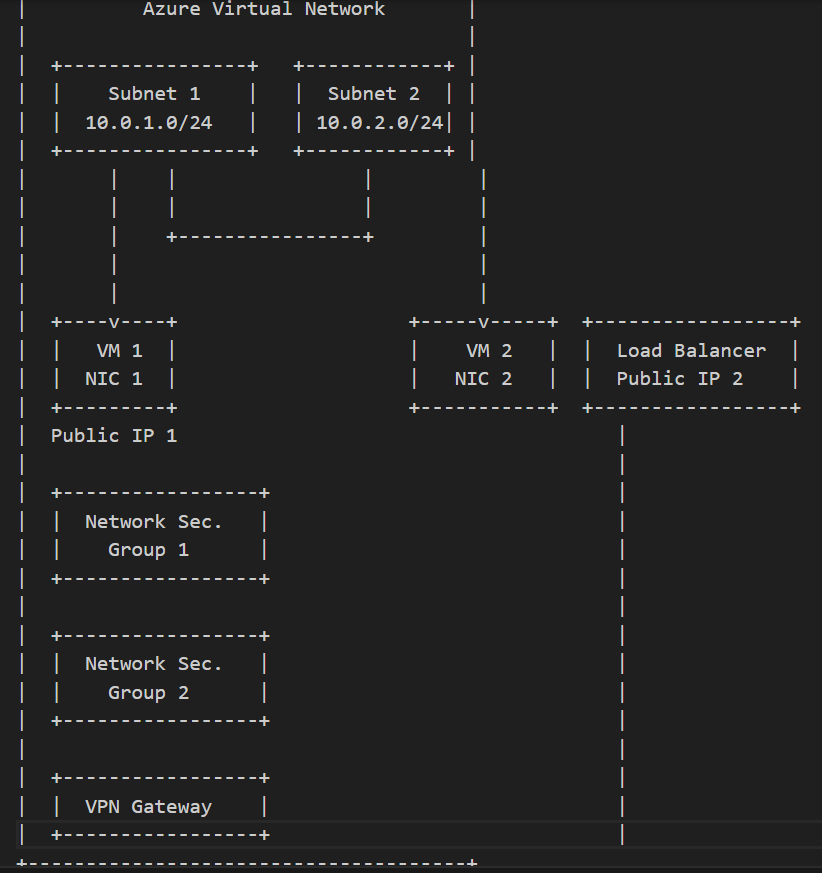 Azure Virtual Network
Subnet 1 Subnet 2
10.0.1.0/24 10.0.2.0/24
VM 1 VM 2 Load Balancer
NIC 1 NIC 2 Public IP 2
Public IP 1
Network Sec.
Group 1
Network Sec.
Group 2
VPN Gateway